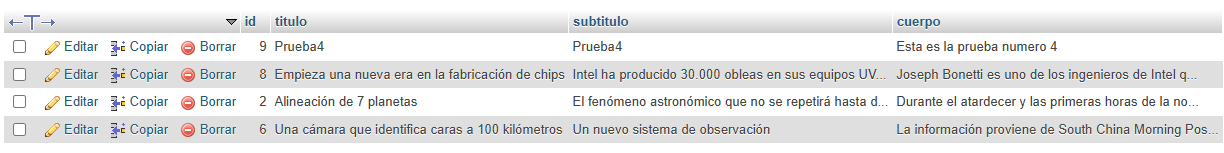 id titulo subtitulo cuerpo
Editar Copiar Borrar 9 Prueba4 Prueba4 Esta es la prueba numero 4
Editar Copiar Borrar 8 Empieza una nueva era en la fabricación de chips Intel ha producido 30.000 obleas en sus equipos UV... Joseph Bonetti es uno de los ingenieros de Intel q...
Editar Copiar Borrar 2 Alineación de 7 planetas El fenómeno astronómico que no se repetirá hasta d... Durante el atardecer y las primeras horas de la no...
Editar Copiar Borrar 6 Una cámara que identifica caras a 100 kilómetros Un nuevo sistema de observación La información proviene de South China Morning Pos...